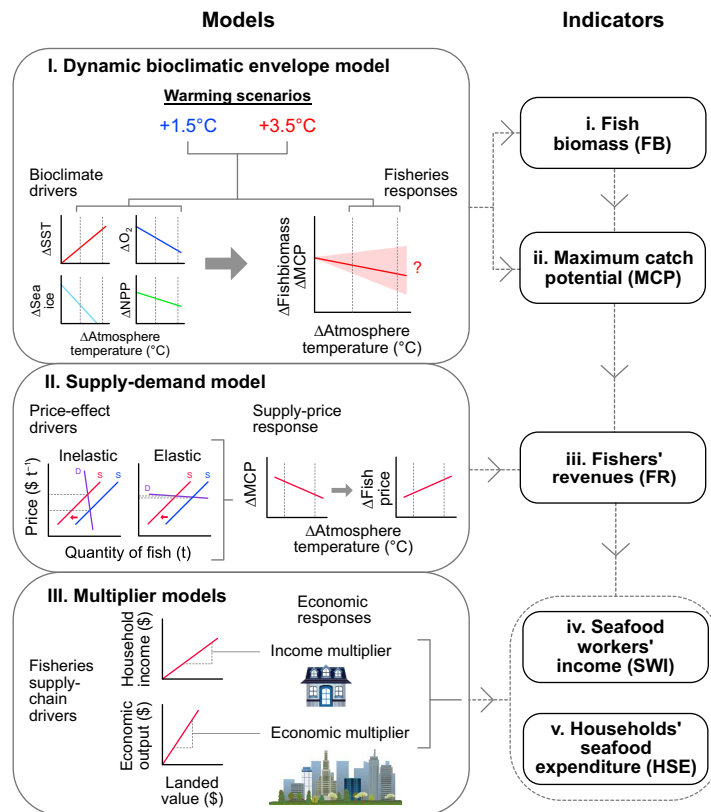 Models
Indicators
I. Dynamic bioclimatic envelope model
Warming scenarios
+1.5°C
+3.5°C
Bioclimate
drivers
Fisheries
responses
ΔSST
ΔO₂
ΔSea
ice
ΔNPP
ΔAtmosphere
temperature (°C)
ΔFishbiomass
ΔMCP
?
ΔAtmosphere
temperature (°C)
i. Fish
biomass (FB)
ii. Maximum catch
potential (MCP)
II. Supply-demand model
Price-effect
drivers
Supply-price
response
Inelastic
Elastic
Price ($ t⁻¹)
D
S
S
D
S
S
Quantity of fish (t)
ΔMCP
ΔFish
price
ΔAtmosphere
temperature (°C)
iii. Fishers'
revenues (FR)
III. Multiplier models
Economic
responses
Fisheries
supply-
chain
drivers
Household
income ($)
Income multiplier
Economic
output ($)
Economic multiplier
Landed
value ($)
iv. Seafood
workers'
income (SWI)
v. Households'
seafood
expenditure (HSE)